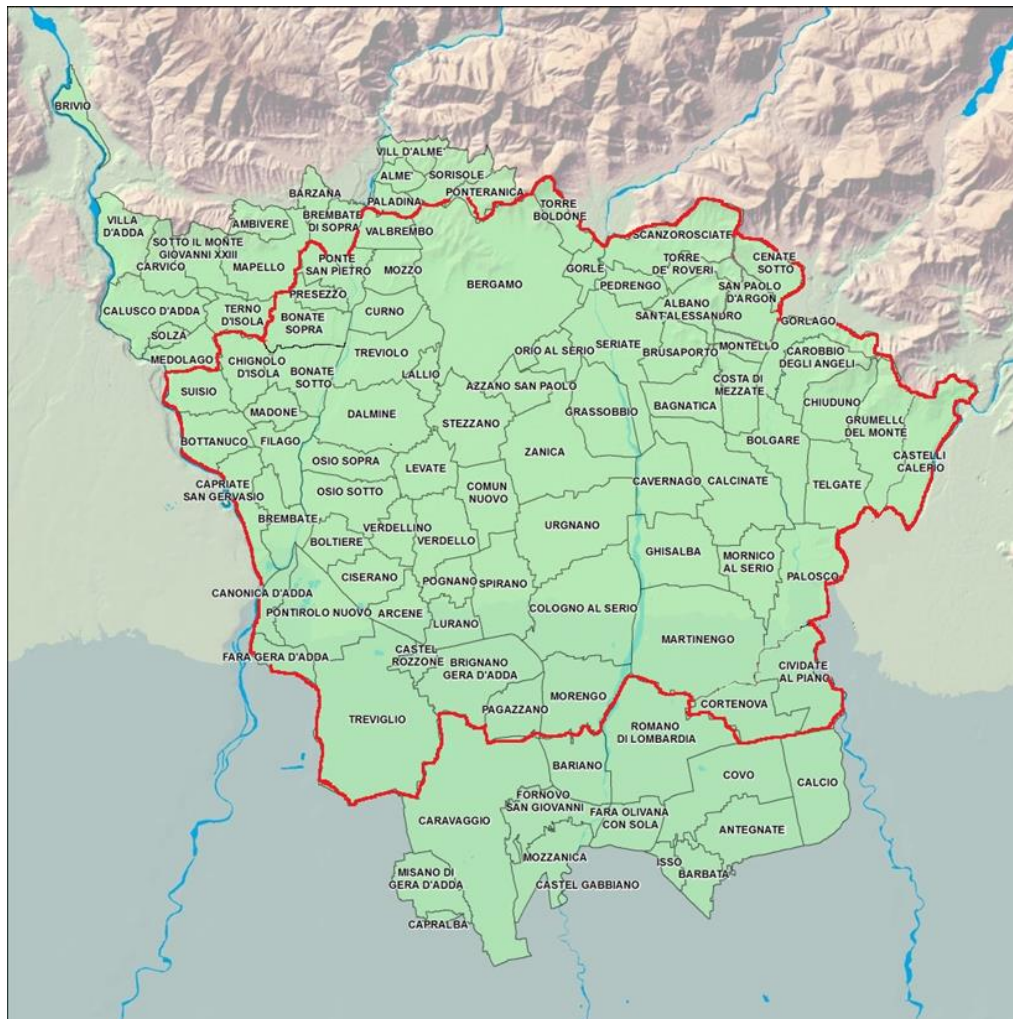 BRIVIO
VILL D'ALME'
ALME'
SORISOLE
BARZANA
PALADINA
PONTERANICA
VILLA
D'ADDA
AMBIVERE
BREMBATE
DI SOPRA
TORRE
BOLDONE
SOTTO IL MONTE
GIOVANNI XXIII
VALBREMBO
SCANZOROSCIATE
CARVICO
MAPELLO
PONTE
SAN PIETRO
MOZZO
GORLE
TORRE
DE' ROVERI
CENATE
SOTTO
BERGAMO
PEDRENGO
SAN PAOLO
D'ARGON
PRESEZZO
CALUSCO D'ADDA
TERNO
D'ISOLA
BONATE
SOPRA
CURNO
ALBANO
SANT'ALESSANDRO
GORLAGO
SOLZA
MEDOLAGO
CHIGNOLO
D'ISOLA
BONATE
SOTTO
TREVIOLO
LALLIO
ORIO AL SERIO
SERIATE
BRUSAPORTO
MONTELLO
CAROBBIO
DEGLI ANGELI
SUISIO
AZZANO SAN PAOLO
COSTA DI
MEZZATE
CHIUDUNO
MADONE
DALMINE
STEZZANO
GRASSOBBIO
BAGNATICA
GRUMELLO
DEL MONTE
BOTTANUCO
FILAGO
BOLGARE
OSIO SOPRA
LEVATE
ZANICA
CASTELLI
CALERIO
CAPRIATE
SAN GERVASIO
OSIO SOTTO
COMUN
NUOVO
CAVERNAGO
CALCINATE
TELGATE
BREMBATE
VERDELLINO
URGNANO
BOLTIERE
VERDELLO
GHISALBA
MORNICO
AL SERIO
CISERANO
POGNANO
SPIRANO
PALOSCO
CANONICA D'ADDA
PONTIROLO NUOVO
ARCENE
COLOGNO AL SERIO
LURANO
MARTINENGO
FARA GERA D'ADDA
CASTEL
ROZZONE
BRIGNANO
GERA D'ADDA
CIVIDATE
AL PIANO
MORENGO
TREVIGLIO
PAGAZZANO
CORTENOVA
ROMANO
DI LOMBARDIA
BARIANO
COVO
CALCIO
FORNOVO
SAN GIOVANNI
CARAVAGGIO
FARA OLIVANA
CON SOLA
ANTEGNATE
MOZZANICA
ISSO
MISANO DI
GERA D'ADDA
CASTEL GABBIANO
BARBATA
CAPRALBA